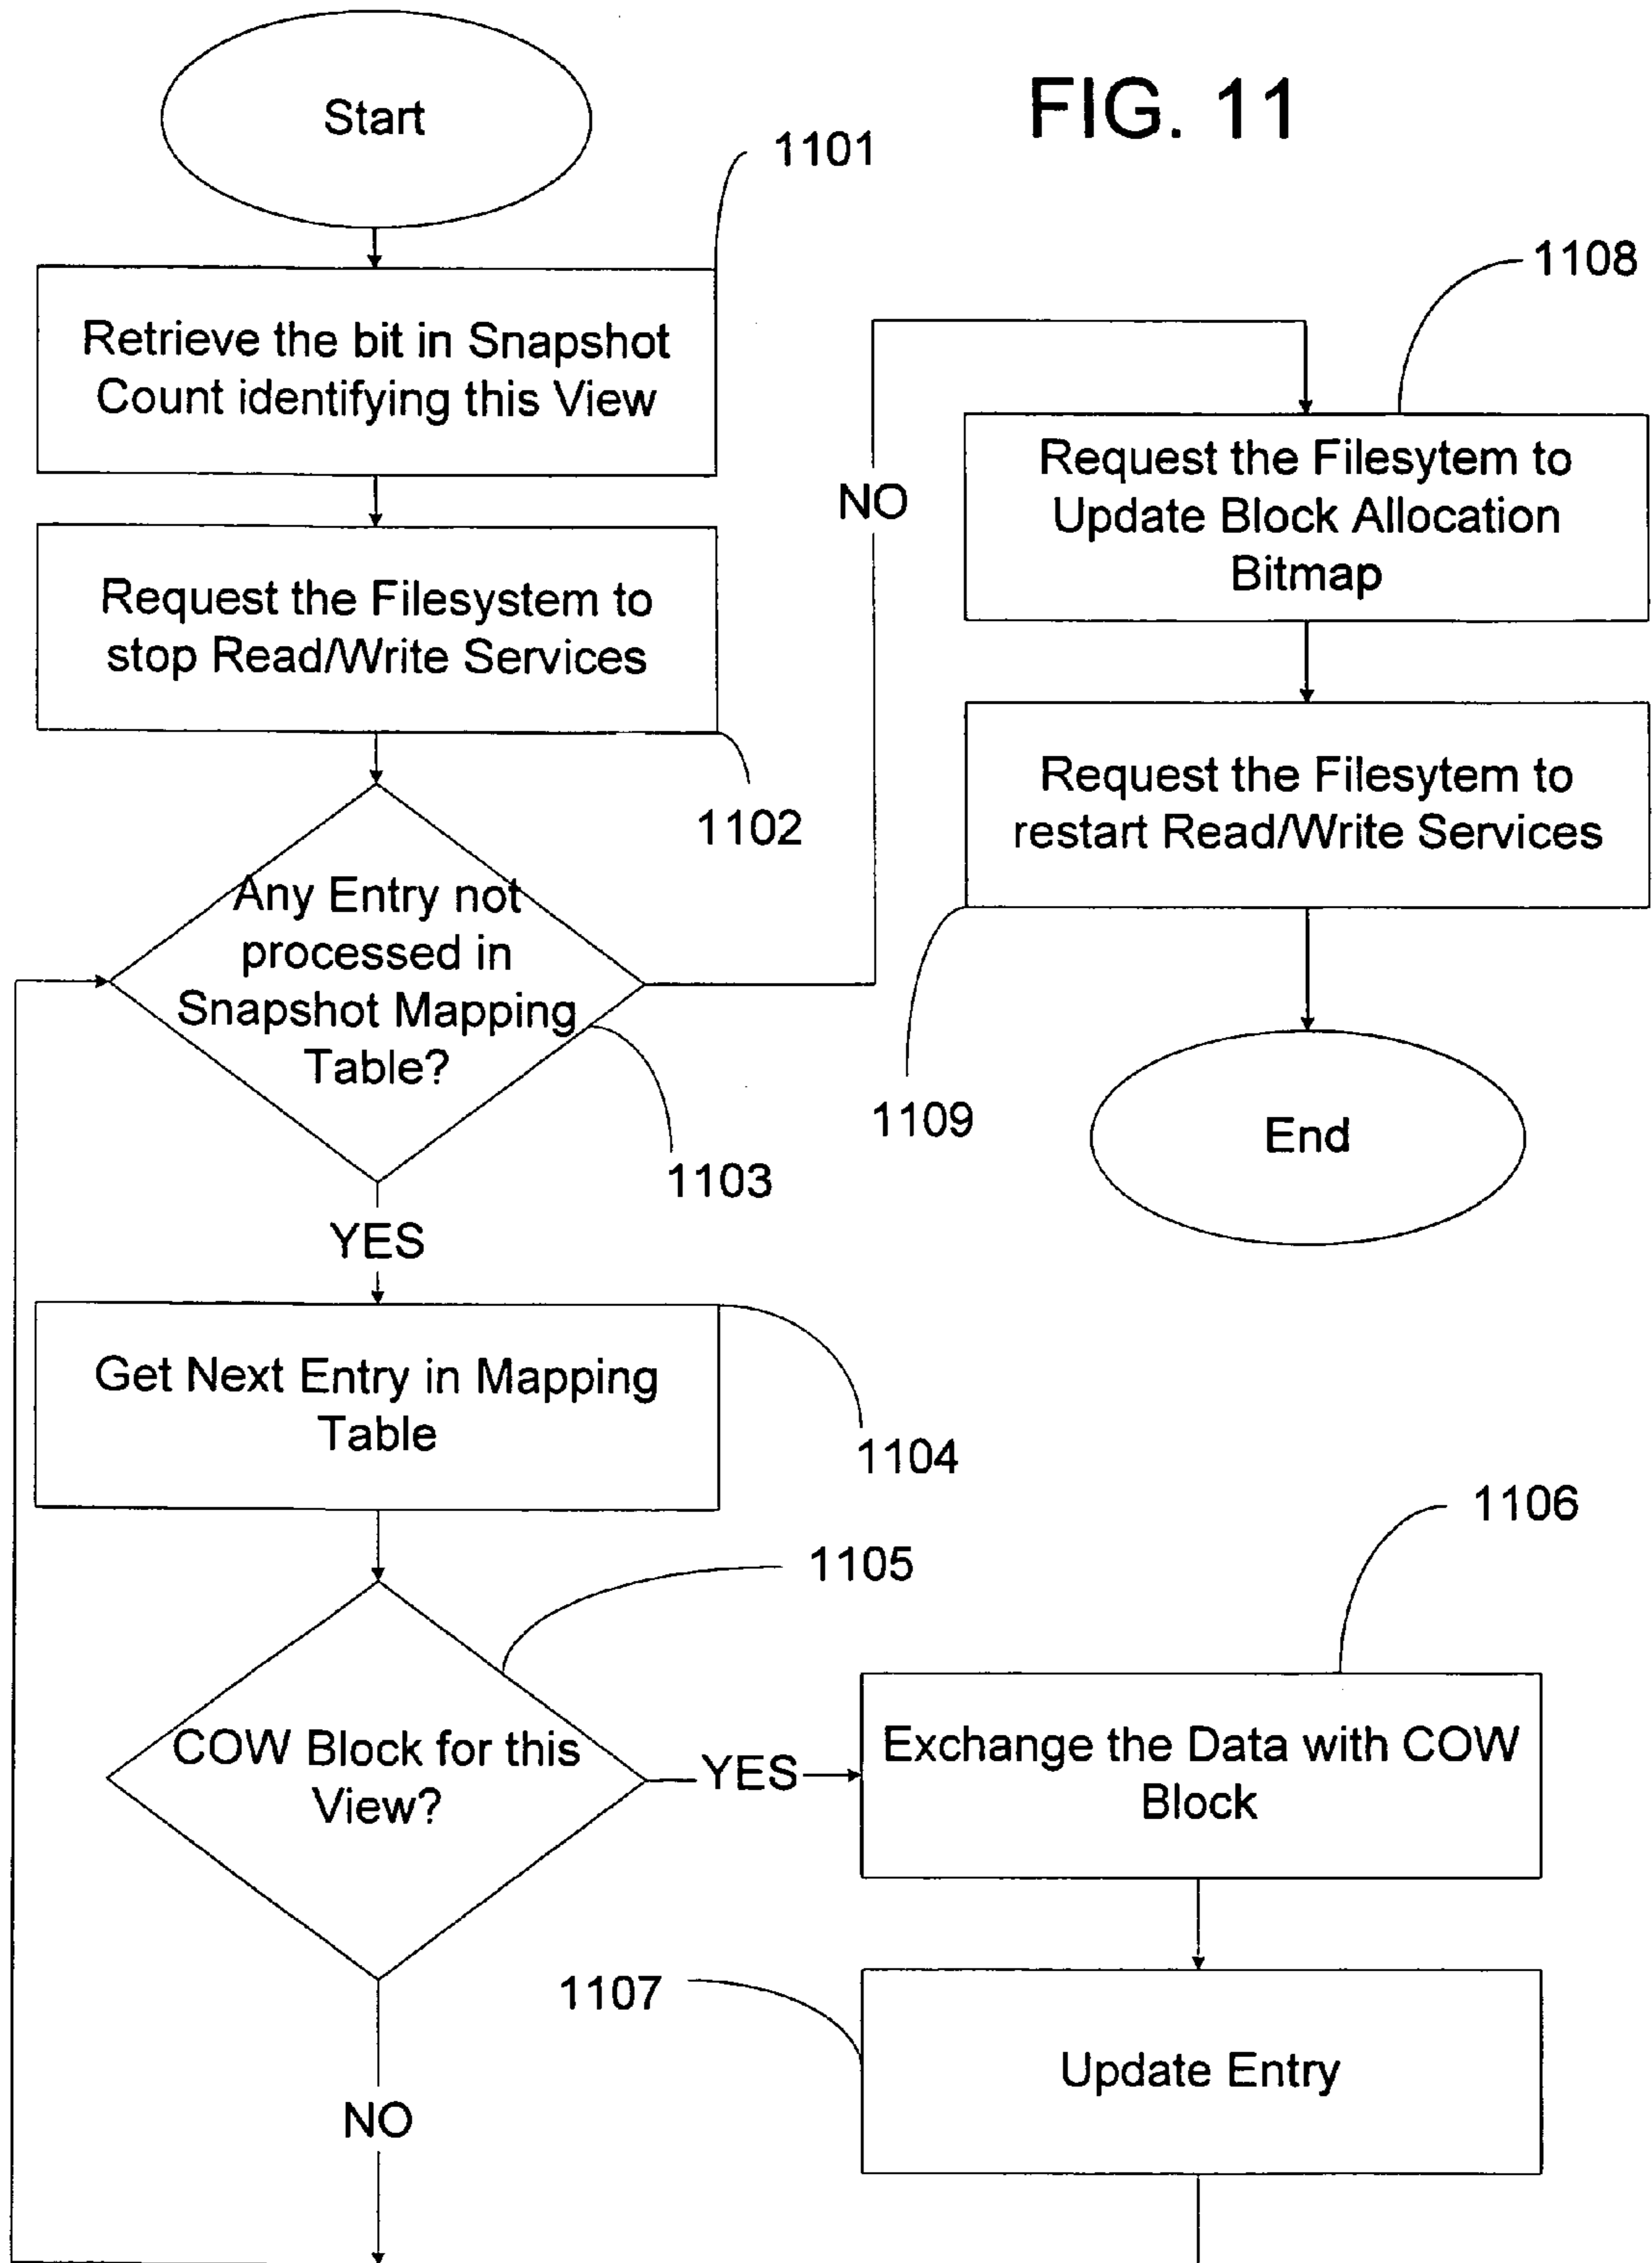 FIG. 11
Start
1101
Retrieve the bit in Snapshot
Count identifying this View
Request the Filesystem to
stop Read/Write Services
1102
Any Entry not
processed in
Snapshot Mapping
Table?
1103
NO
1108
Request the Filesytem to
Update Block Allocation
Bitmap
Request the Filesytem to
restart Read/Write Services
1109
End
YES
Get Next Entry in Mapping
Table
1104
1105
COW Block for this
View?
YES
1106
Exchange the Data with COW
Block
1107
Update Entry
NO